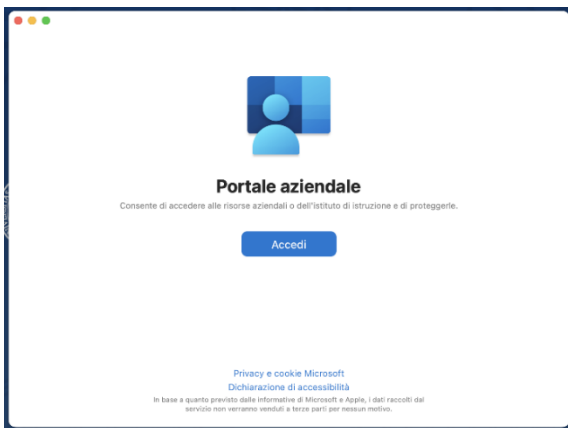 Portale aziendale
Consente di accedere alle risorse aziendali o dell'istituto di istruzione e di proteggerle.
Accedi
Privacy e cookie Microsoft
Dichiarazione di accessibilità
In base a quanto previsto dalle informative di Microsoft e Apple, i dati raccolti dal
servizio non verranno venduti a terze parti per nessun motivo.